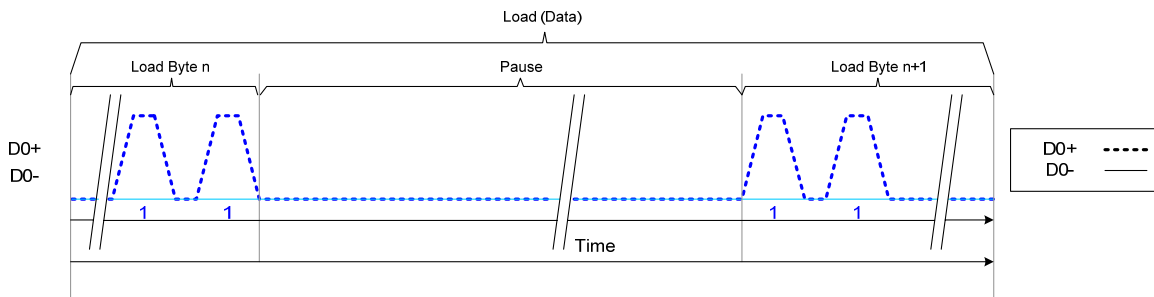 Load (Data)
Load Byte n
Pause
Load Byte n+1
D0+
D0-
1 1 1 1
Time
D0+
D0-